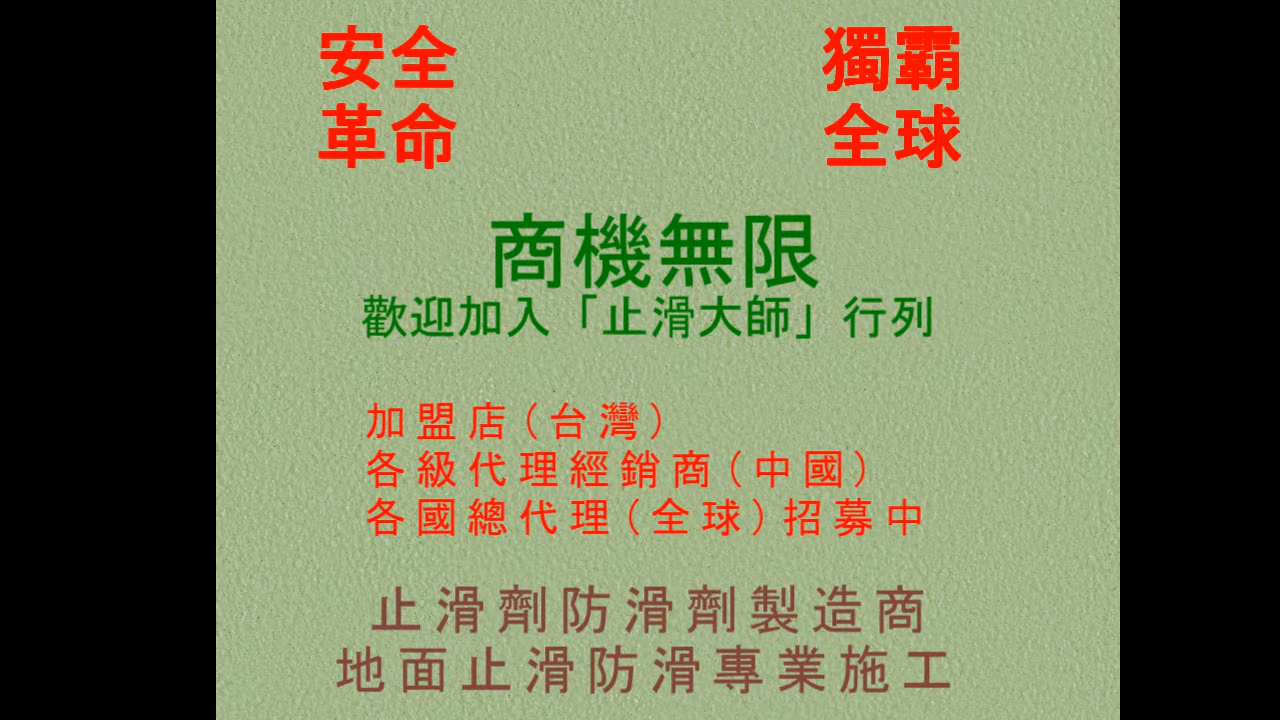 安全
革命
獨霸
全球
商機無限
歡迎加入「止滑大師」行列
加盟店(台灣)
各級代理經銷商(中國)
各國總代理(全球)招募中
止滑劑防滑劑製造商
地面止滑防滑專業施工